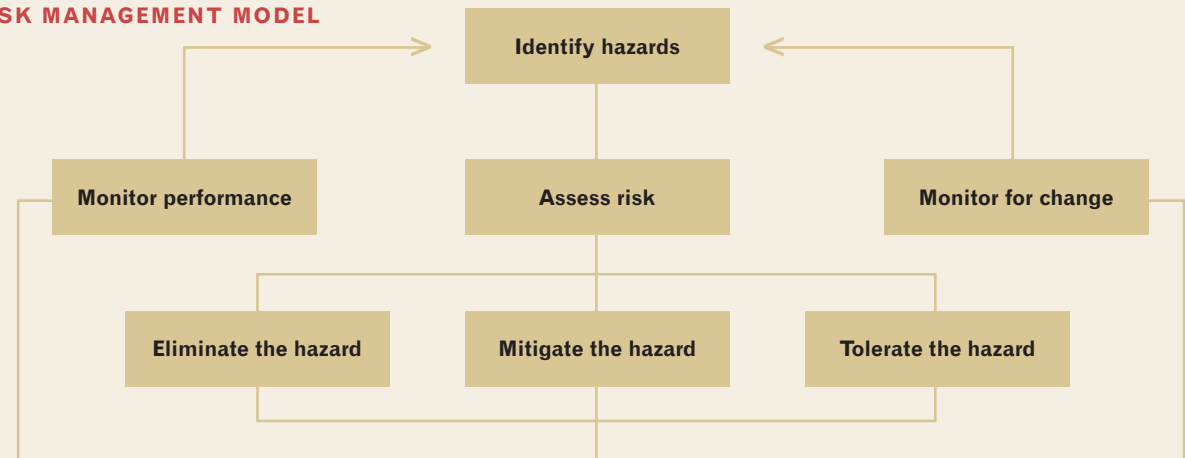 SK MANAGEMENT MODEL
Identify hazards
Monitor performance
Assess risk
Monitor for change
Eliminate the hazard
Mitigate the hazard
Tolerate the hazard